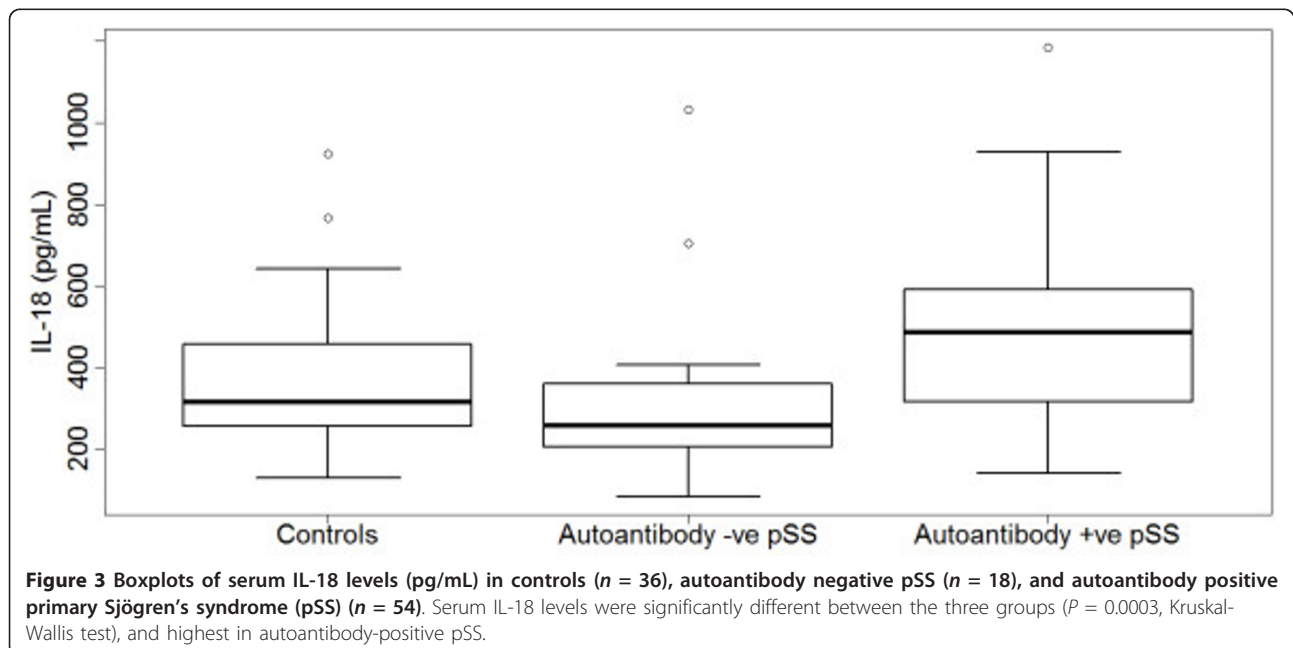 1000
800
600
400
200
IL-18 (pg/mL)
Controls
Autoantibody -ve pSS
Autoantibody +ve pSS
Figure 3 Boxplots of serum IL-18 levels (pg/mL) in controls (n = 36), autoantibody negative pSS (n = 18), and autoantibody positive
primary Sjögren's syndrome (pSS) (n = 54). Serum IL-18 levels were significantly different between the three groups (P = 0.0003, Kruskal-
Wallis test), and highest in autoantibody-positive pSS.